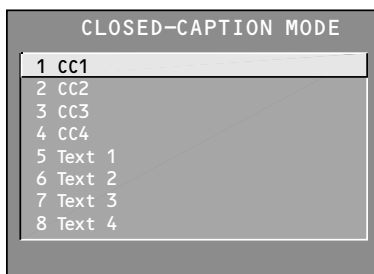 CLOSED-CAPTION MODE
1 CC1
2 CC2
3 CC3
4 CC4
5 Text 1
6 Text 2
7 Text 3
8 Text 4